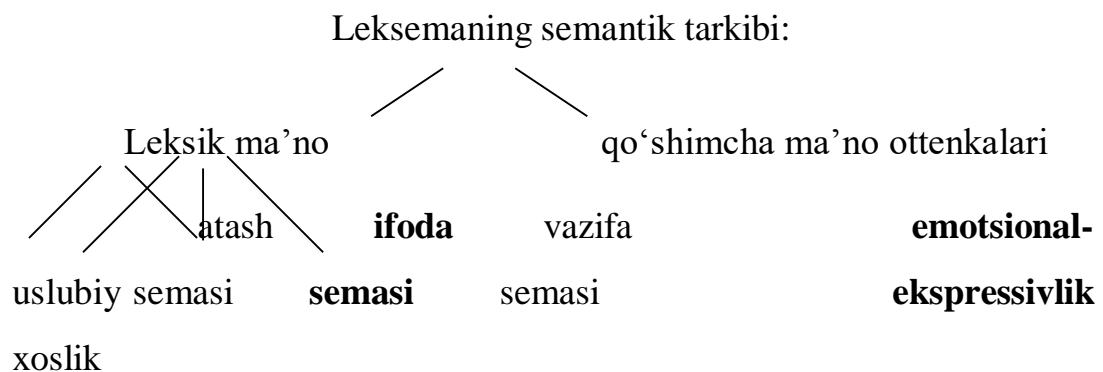 Leksemaning semantik tarkibi:
Leksik ma’no qo‘shimcha ma’no ottenkalari
atash ifoda vazifa emotsional-
uslubiy semasi semasi semasi ekspressivlik
xoslik